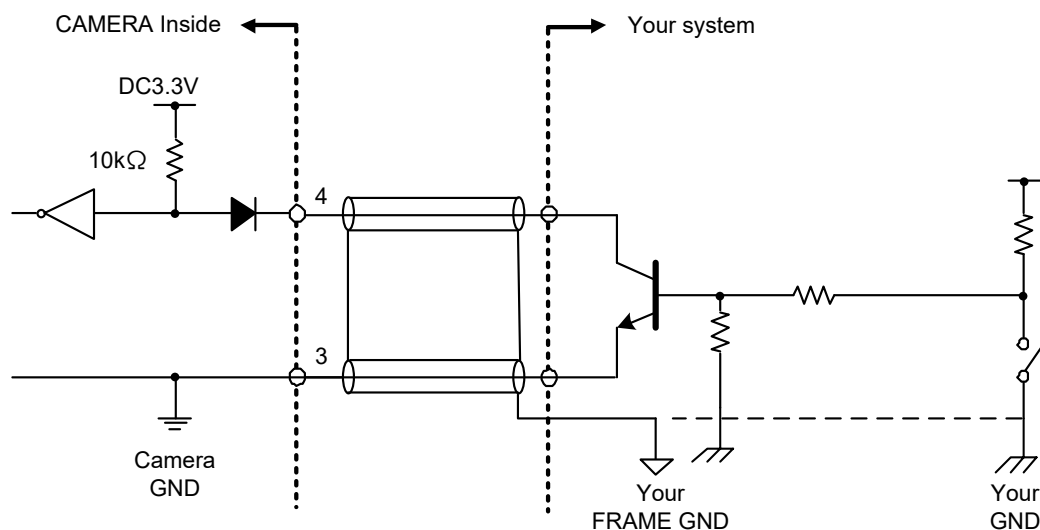 CAMERA Inside
Your system
DC3.3V
10kΩ
4
3
Camera
GND
Your
FRAME GND
Your
GND